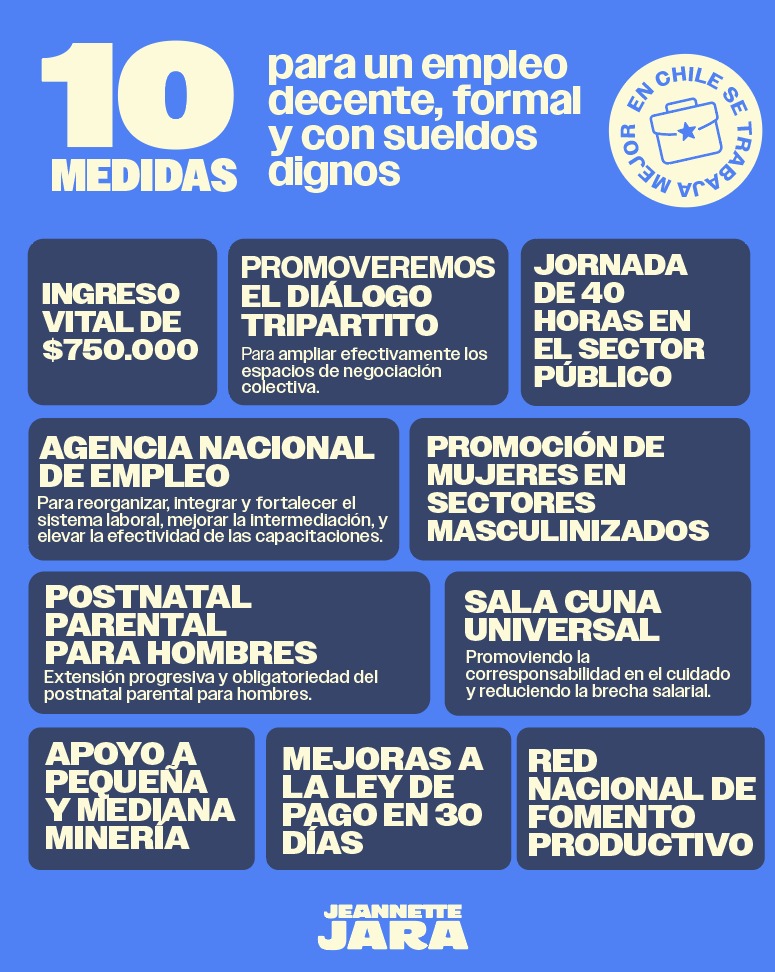 10
MEDIDAS
para un empleo
decente, formal
y con sueldos
dignos
EN CHILE SE TRABAJA MEJOR
INGRESO
VITAL DE
$750.000
PROMOVEREMOS
EL DIÁLOGO
TRIPARTITO
Para ampliar efectivamente los
espacios de negociación
colectiva.
JORNADA
DE 40
HORAS EN
EL SECTOR
PÚBLICO
AGENCIA NACIONAL
DE EMPLEO
Para reorganizar, integrar y fortalecer el
sistema laboral, mejorar la intermediación, y
elevar la efectividad de las capacitaciones.
PROMOCIÓN DE
MUJERES EN
SECTORES
MASCULINIZADOS
POSTNATAL
PARENTAL
PARA HOMBRES
Extensión progresiva y obligatoriedad del
postnatal parental para hombres.
SALA CUNA
UNIVERSAL
Promoviendo la
corresponsabilidad en el cuidado
y reduciendo la brecha salarial.
APOYO A
PEQUEÑA
Y MEDIANA
MINERÍA
MEJORAS A
LA LEY DE
PAGO EN 30
DÍAS
RED
NACIONAL DE
FOMENTO
PRODUCTIVO
JEANNETTE
JARA